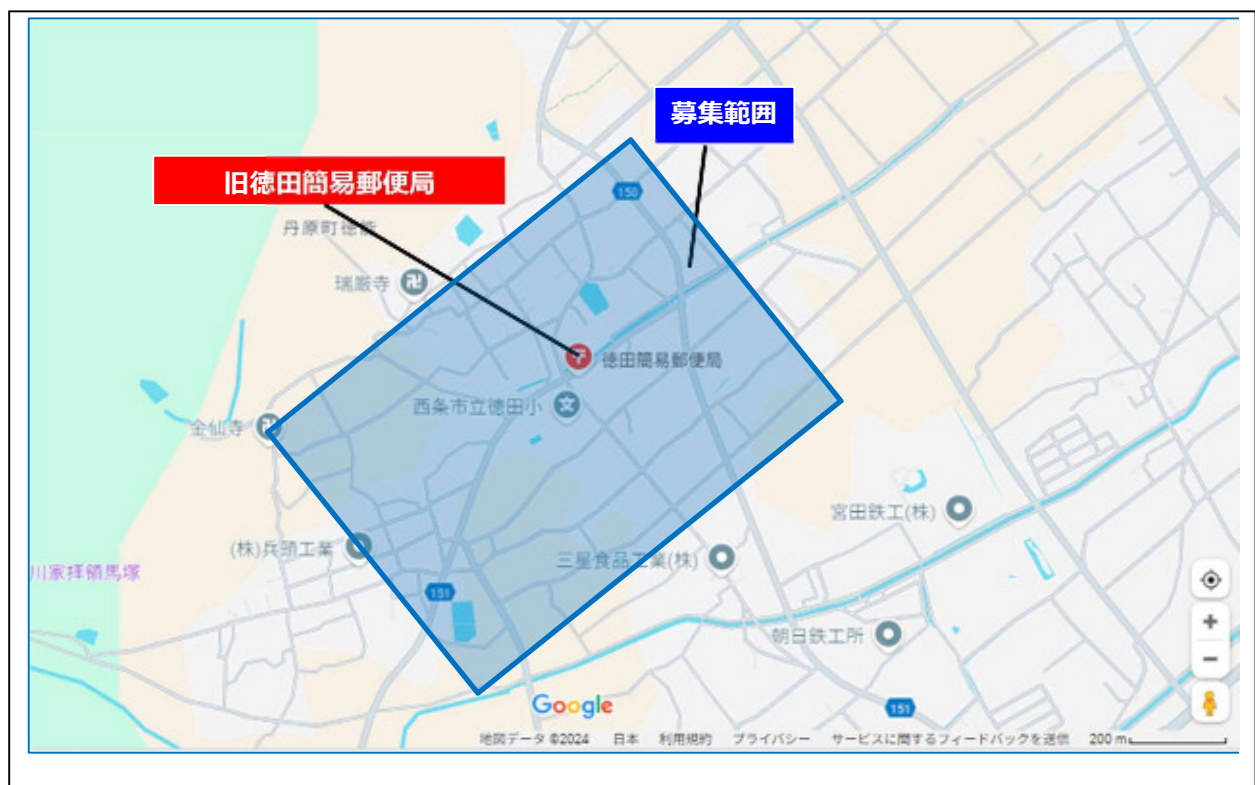 募集範囲
旧徳田簡易郵便局
150
丹原町徳能
瑞巌寺
徳田簡易郵便局
西条市立徳田小
金仙寺
宮田鉄工(株)
(株)兵頭工業
三星食品工業(株)
川家拝領馬塚
151
朝日鉄工所
Google
151
地図データ ©2024 日本 利用規約 プライバシー サービスに関するフィードバックを送信 200 m